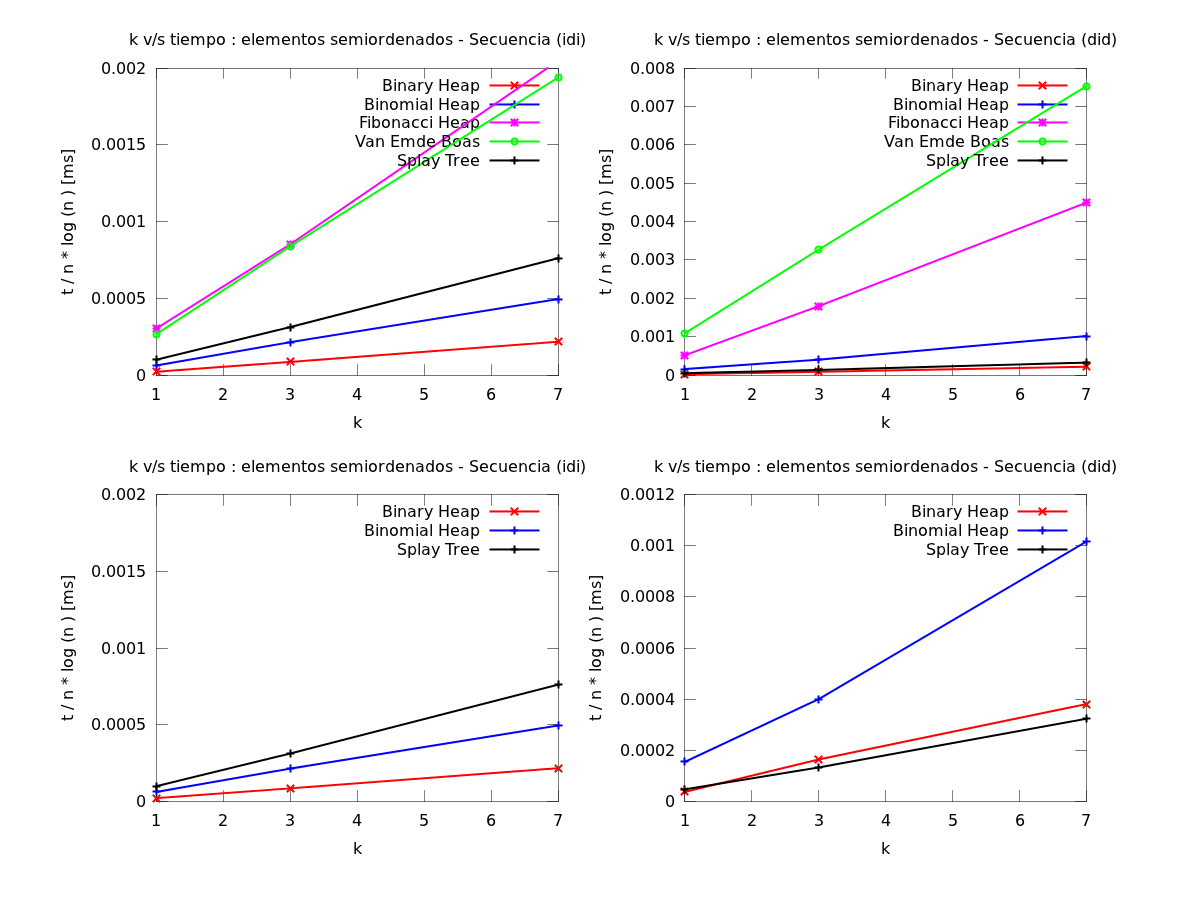 k v/s tiempo : elementos semiordenados - Secuencia (idi)
0.002
0.0015
0.001
0.0005
0
t / n * log (n ) [ms]
Binary Heap
Binomial Heap
Fibonacci Heap
Van Emde Boas
Splay Tree
1 2 3 4 5 6 7
k
k v/s tiempo : elementos semiordenados - Secuencia (did)
0.008
0.007
0.006
0.005
0.004
0.003
0.002
0.001
0
t / n * log (n ) [ms]
Binary Heap
Binomial Heap
Fibonacci Heap
Van Emde Boas
Splay Tree
1 2 3 4 5 6 7
k
k v/s tiempo : elementos semiordenados - Secuencia (idi)
0.002
0.0015
0.001
0.0005
0
t / n * log (n ) [ms]
Binary Heap
Binomial Heap
Splay Tree
1 2 3 4 5 6 7
k
k v/s tiempo : elementos semiordenados - Secuencia (did)
0.0012
0.001
0.0008
0.0006
0.0004
0.0002
0
t / n * log (n ) [ms]
Binary Heap
Binomial Heap
Splay Tree
1 2 3 4 5 6 7
k